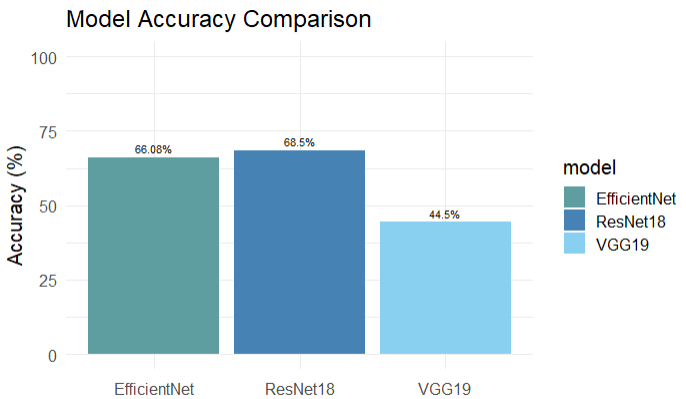 Model Accuracy Comparison
Accuracy (%)
100
75
50
25
0
66.08%
68.5%
44.5%
EfficientNet
ResNet18
VGG19
model
EfficientNet
ResNet18
VGG19